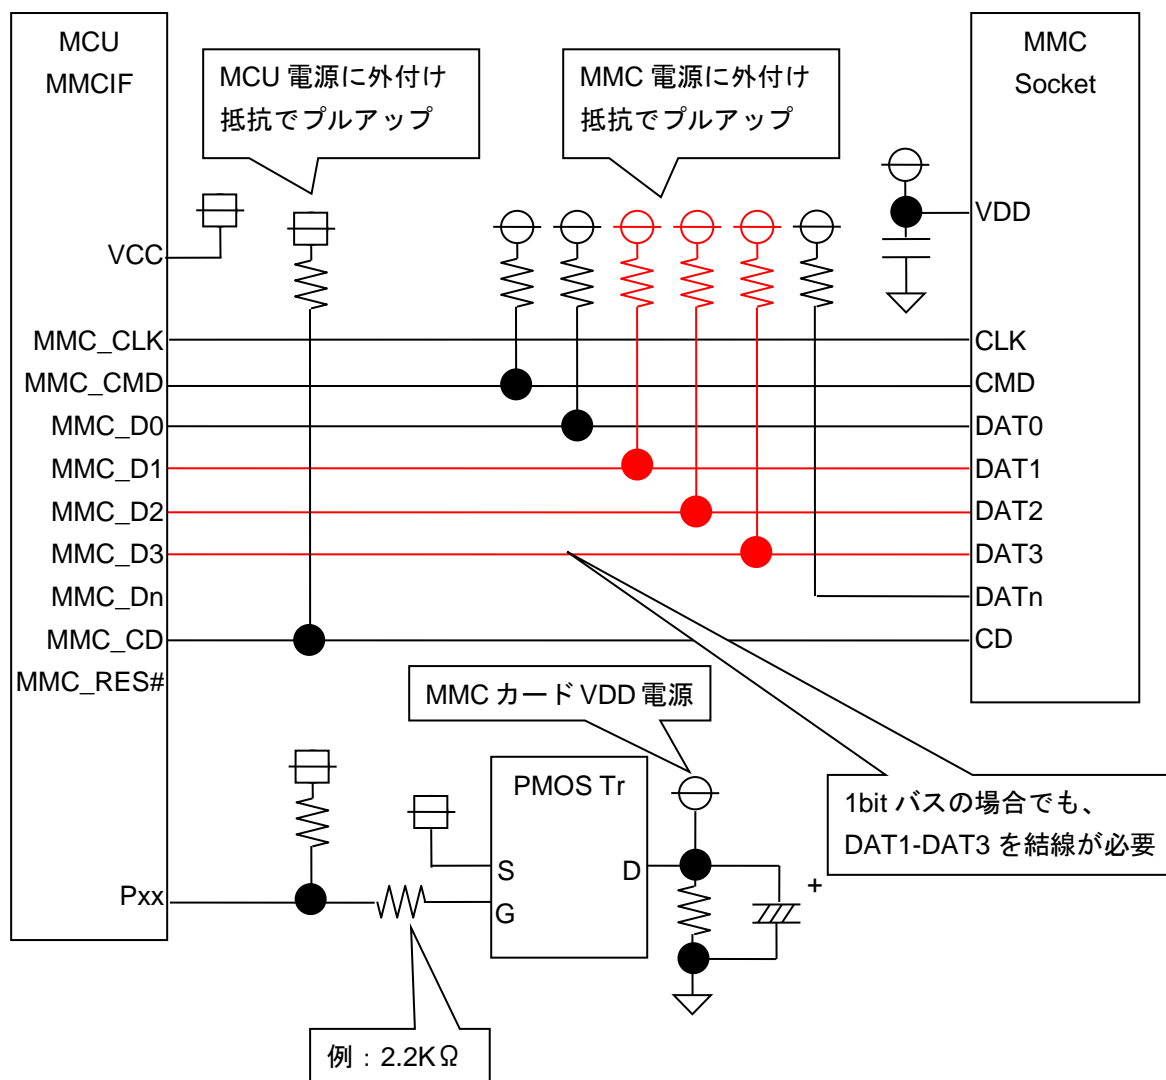 MCU
MMCIF
MCU 電源に外付け
抵抗でプルアップ
MMC 電源に外付け
抵抗でプルアップ
MMC
Socket
VCC
MMC_CLK
MMC_CMD
MMC_D0
MMC_D1
MMC_D2
MMC_D3
MMC_Dn
MMC_CD
MMC_RES#
Pxx
VDD
CLK
CMD
DAT0
DAT1
DAT2
DAT3
DATn
CD
MMC カード VDD 電源
PMOS Tr
S
G
D
+
1bit バスの場合でも、
DAT1-DAT3 を結線が必要
例：2.2KΩ